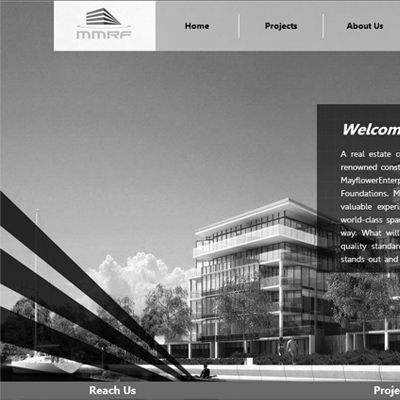 MMRF
Home
Projects
About Us
Welcom
A real estate c
renowned const
MayflowerEnterp
Foundations. M
valuable experi
world-class spac
way. What will
quality standard
stands out and
Reach Us
Proje